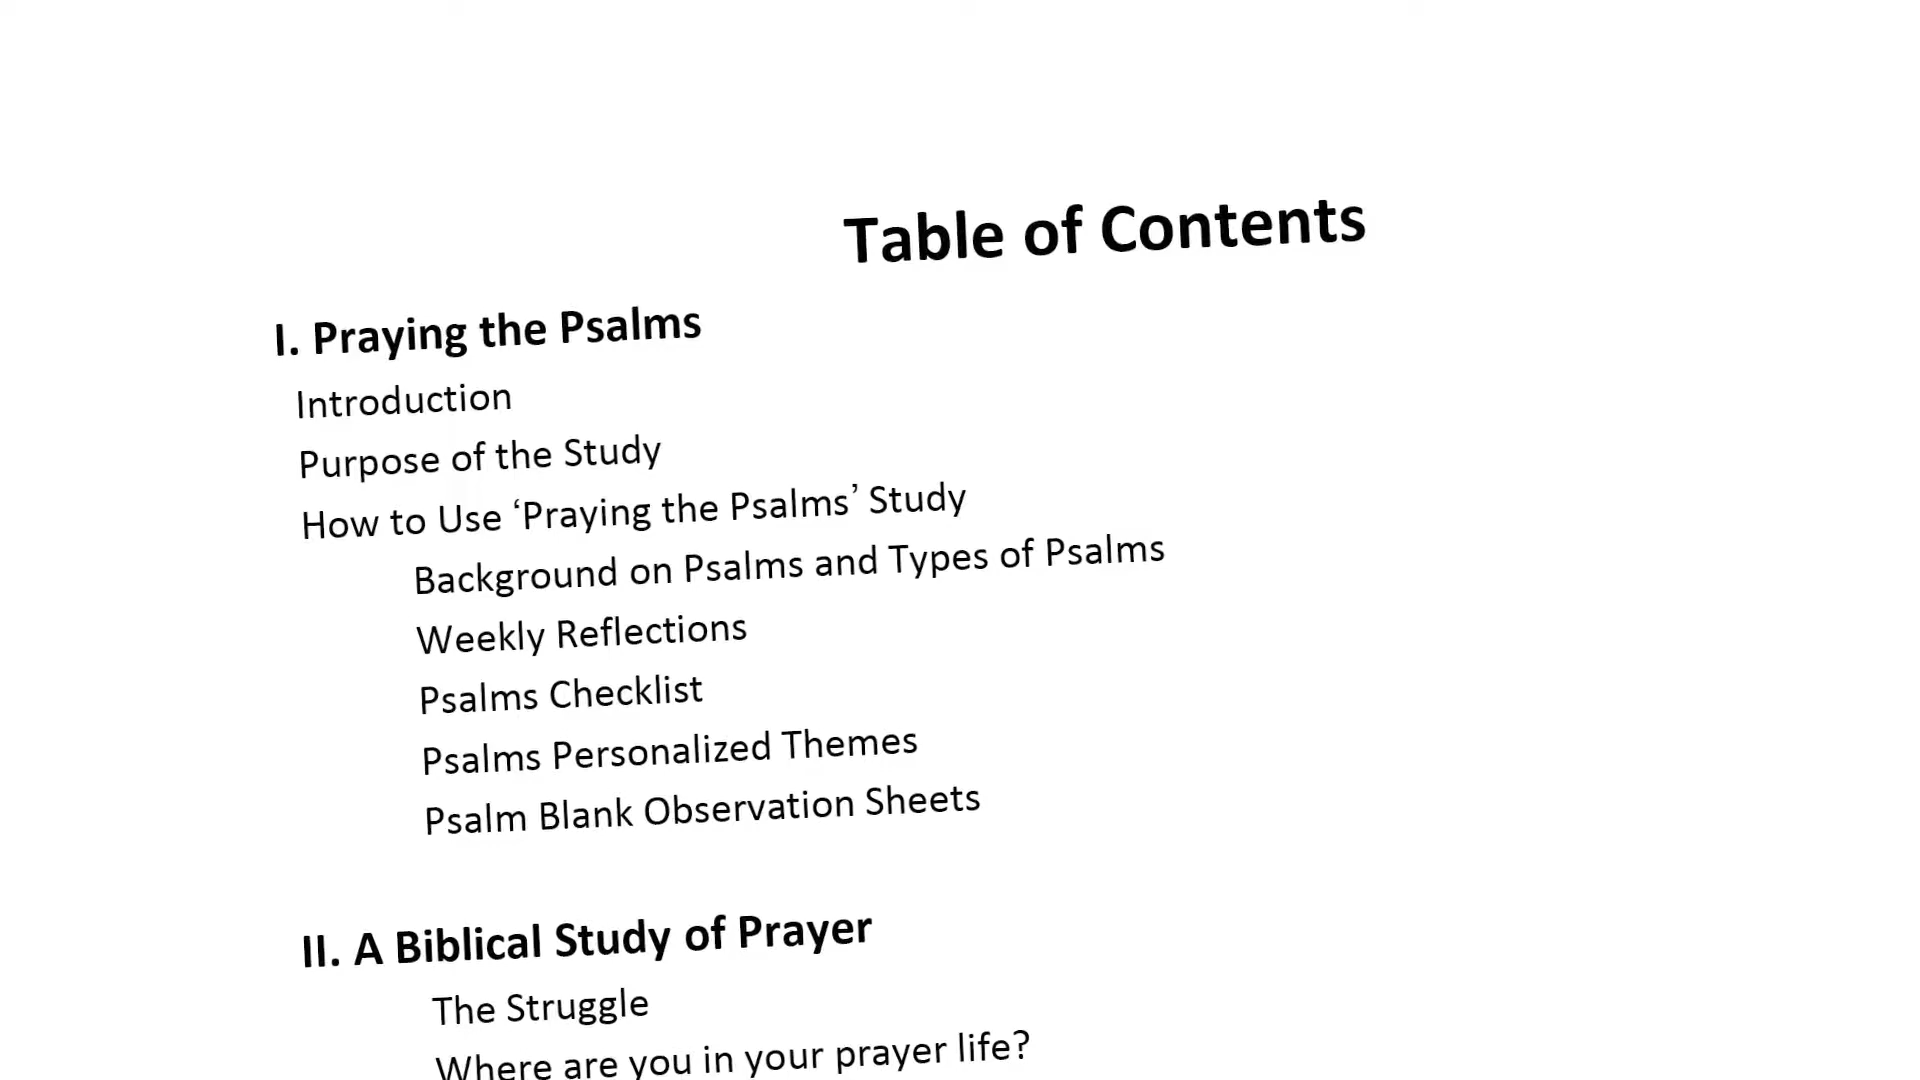 Table of Contents
I. Praying the Psalms
Introduction
Purpose of the Study
How to Use ‘Praying the Psalms’ Study
Background on Psalms and Types of Psalms
Weekly Reflections
Psalms Checklist
Psalms Personalized Themes
Psalm Blank Observation Sheets
II. A Biblical Study of Prayer
The Struggle
Where are you in your prayer life?